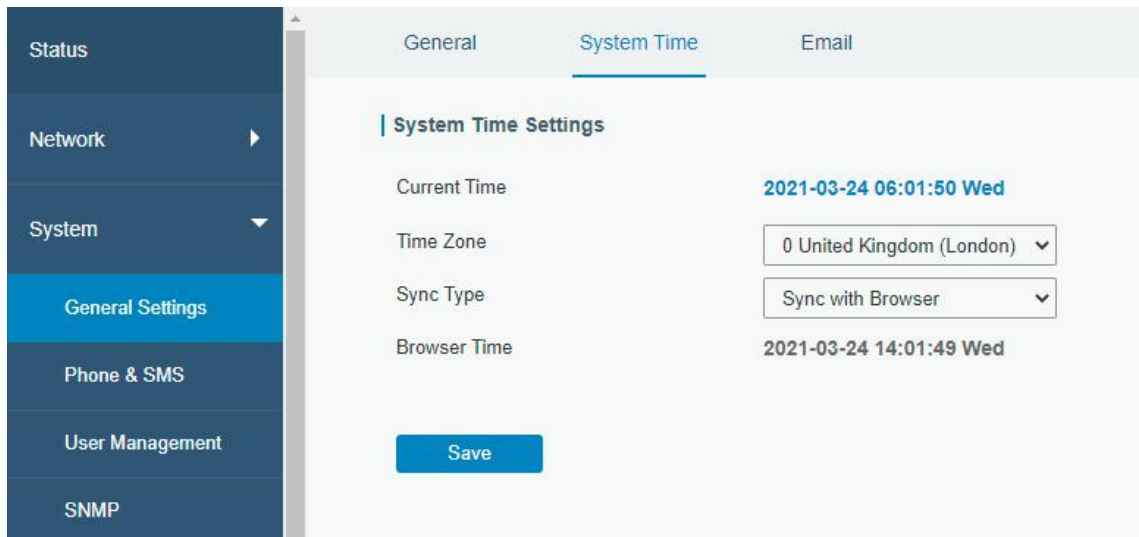 Status
Network
System
General Settings
Phone & SMS
User Management
SNMP
General System Time Email
System Time Settings
Current Time 2021-03-24 06:01:50 Wed
Time Zone 0 United Kingdom (London)
Sync Type Sync with Browser
Browser Time 2021-03-24 14:01:49 Wed
Save